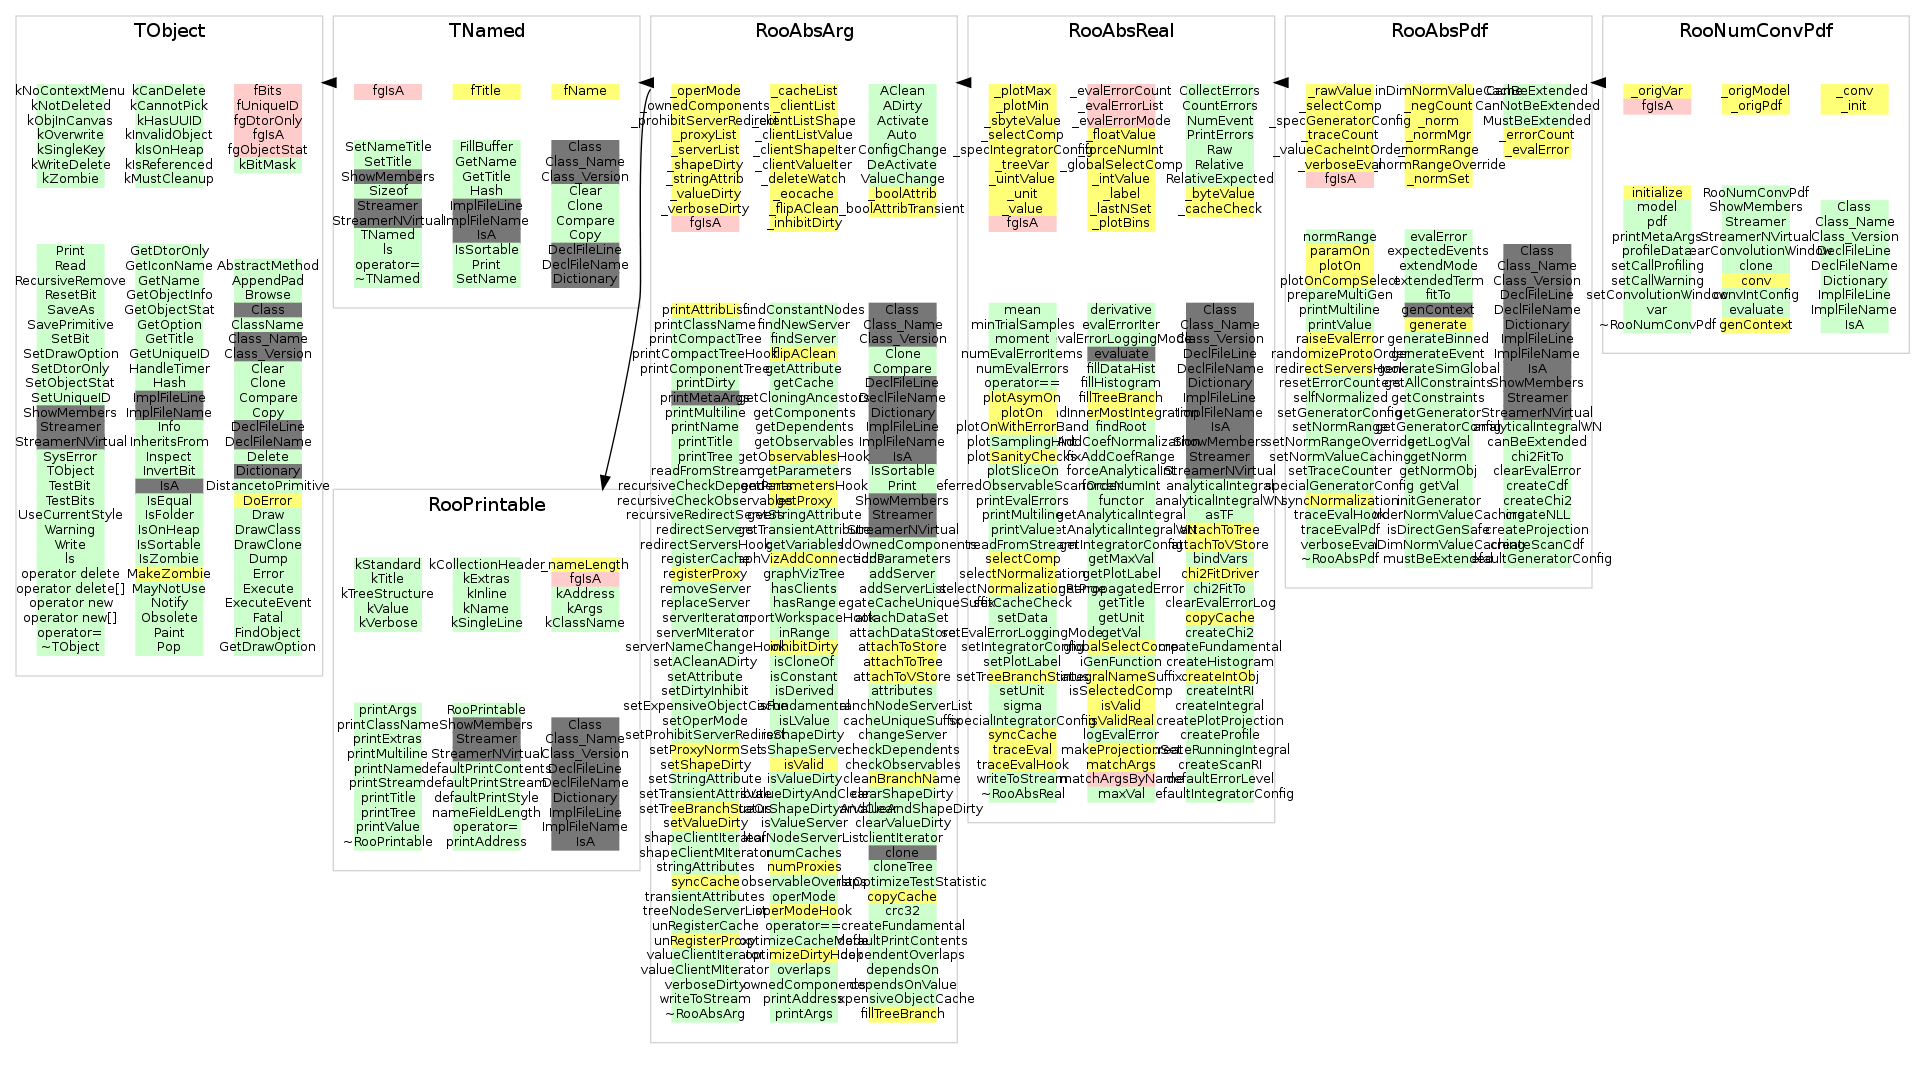 TObject
kNoContextMenu kCanDelete fBits
kNotDeleted kCannotPick fUniqueID
kObjInCanvas kHasUUID fgDtorOnly
kOverwrite kInvalidObject fgIsA
kSingleKey kIsOnHeap fgObjectStat
kWriteDelete kIsReferenced kBitMask
kZombie kMustCleanup
Print GetDtorOnly
Read GetIconName AbstractMethod
RecursiveRemove GetName AppendPad
ResetBit GetObjectInfo Browse
SaveAs GetObjectStat Class
SavePrimitive GetOption ClassName
SetBit GetTitle Class_Name
SetDrawOption GetUniqueID Class_Version
SetDtorOnly HandleTimer Clear
SetObjectStat Hash Clone
SetUniqueID ImplFileLine Compare
ShowMembers ImplFileName Copy
Streamer Info DeclFileLine
StreamerNVirtual InheritsFrom DeclFileName
SysError Inspect Delete
TObject InvertBit Dictionary
TestBit IsA DistancetoPrimitive
TestBits IsEqual DoError
UseCurrentStyle IsFolder Draw
Warning IsOnHeap DrawClass
Write IsSortable DrawClone
ls IsZombie Dump
operator delete MakeZombie Error
operator delete[] MayNotUse Execute
operator new Notify ExecuteEvent
operator new[] Obsolete Fatal
operator= Paint FindObject
~TObject Pop GetDrawOption
TNamed
fgIsA fTitle fName
SetNameTitle FillBuffer Class
SetTitle GetName Class_Name
ShowMembers GetTitle Class_Version
Sizeof Hash Clear
Streamer ImplFileLine Clone
StreamerNVirtual ImplFileName Compare
TNamed IsA Copy
ls IsSortable DeclFileLine
operator= Print DeclFileName
~TNamed SetName Dictionary
RooPrintable
kStandard kCollectionHeader _nameLength
kTitle kExtras fgIsA
kTreeStructure kInline kAddress
kValue kName kArgs
kVerbose kSingleLine kClassName
printArgs RooPrintable
printClassName ShowMembers Class
printExtras Streamer Class_Name
printMultiline StreamerNVirtual Class_Version
printName defaultPrintContents DeclFileLine
printStream defaultPrintStream DeclFileName
printTitle defaultPrintStyle Dictionary
printTree nameFieldLength ImplFileLine
printValue operator= ImplFileName
~RooPrintable printAddress IsA
RooAbsArg
_operMode _cacheList AClean
_ownedComponents _clientList ADirty
_prohibitServerRedirect Activate
_proxyList _clientListValue Auto
_serverList _clientShapeIter ConfigChange
_shapeDirty _clientValueIter DeActivate
_stringAttrib _deleteWatch ValueChange
_valueDirty _eocache _boolAttrib
_verboseDirty _flipAClean _boolAttribTransient
fgIsA _inhibitDirty
printAttribList findConstantNodes Class
printClassName findNewServer Class_Name
printCompactTree findServer Class_Version
printCompactTreeHook flipAClean Clone
printComponentTree getAttribute Compare
printDirty getCache DeclFileLine
printMetaArgs getCloningAncestors DeclFileName
printMultiline getComponents Dictionary
printName getDependents ImplFileLine
printTitle getObservables ImplFileName
printTree getObservablesHook IsA
readFromStream getParameters IsSortable
recursiveCheckDependents getParametersHook Print
recursiveCheckObservables getProxy ShowMembers
recursiveRedirectServers getStringAttribute Streamer
redirectServers getTransientAttribute StreamerNVirtual
redirectServersHook getVariables addOwnedComponents
registerCache addParameters
registerProxy graphVizTree addServer
removeServer hasClients addServerList
replaceServer hasRange
serverIterator attachDataSet
serverMIterator inRange attachDataStore
serverNameChangeHook inhibitDirty attachToStore
setACleanADirty isCloneOf attachToTree
setAttribute isConstant attachToVStore
setDirtyInhibit isDerived attributes
setExpensiveObjectCache isFundamental branchNodeServerList
setOperMode isLValue cacheUniqueSuffix
setProhibitServerRedirect isShapeDirty changeServer
setProxyNormSet isShapeServer checkDependents
setShapeDirty isValid checkObservables
setStringAttribute isValueDirty cleanBranchName
setTransientAttribute clearShapeDirty
setTreeBranchStatus
setValueDirty isValueServer clearValueDirty
shapeClientIterator leafNodeServerList clientIterator
shapeClientMIterator numCaches clone
stringAttributes numProxies cloneTree
syncCache observableOverlaps
transientAttributes operMode copyCache
treeNodeServerList operModeHook crc32
unRegisterCache operator== createFundamental
unRegisterProxy optimizeCacheMode defaultPrintContents
valueClientIterator optimizeDirtyHook dependentOverlaps
valueClientMIterator overlaps dependsOn
verboseDirty ownedComponents dependsOnValue
writeToStream printAddress expensiveObjectCache
~RooAbsArg printArgs fillTreeBranch
RooAbsReal
_plotMax _evalErrorCount CollectErrors
_plotMin _evalErrorList CountErrors
_sbyteValue _evalErrorMode NumEvent
_selectComp _floatValue PrintErrors
_specIntegratorConfig _forceNumInt Raw
_treeVar _globalSelectComp Relative
_uintValue _intValue RelativeExpected
_unit _label _byteValue
_value _lastNSet _cacheCheck
fgIsA _plotBins
mean derivative Class
minTrialSamples evalErrorIter Class_Name
moment evalErrorLoggingMode Class_Version
numEvalErrorItems evaluate DeclFileLine
numEvalErrors fillDataHist DeclFileName
operator== fillHistogram Dictionary
plotAsymOn fillTreeBranch ImplFileLine
plotOn findInnerMostIntegration ImplFileName
plotOnWithErrorBand findRoot IsA
plotSamplingHint fixAddCoefNormalization ShowMembers
plotSanityChecks fixAddCoefRange Streamer
plotSliceOn forceAnalyticalInt StreamerNVirtual
forceNumInt analyticalIntegral
printEvalErrors functor analyticalIntegralWN
printMultiline getAnalyticalIntegral asTF
printValue getAnalyticalIntegralWN attachToTree
readFromStream getIntegratorConfig attachToVStore
selectComp getMaxVal bindVars
selectNormalization getPlotLabel chi2FitDriver
selectNormalizationRange getPropagatedError chi2FitTo
setCacheCheck getTitle clearEvalErrorLog
setData getUnit copyCache
setEvalErrorLoggingMode getVal createChi2
setIntegratorConfig globalSelectComp createFundamental
setPlotLabel iGenFunction createHistogram
setTreeBranchStatus integralNameSuffix createIntObj
setUnit isSelectedComp createIntRI
sigma isValid createIntegral
specialIntegratorConfig isValidReal createPlotProjection
syncCache logEvalError createProfile
traceEval makeProjectionSet createRunningIntegral
traceEvalHook matchArgs createScanRI
writeToStream matchArgsByName defaultErrorLevel
~RooAbsReal maxVal defaultIntegratorConfig
RooAbsPdf
_rawValue CanBeExtended
_selectComp _negCount CanNotBeExtended
_specGeneratorConfig _norm MustBeExtended
_traceCount _normMgr _errorCount
_valueCacheIntOrder _normRange _evalError
_verboseEval _normRangeOverride
fgIsA _normSet
normRange evalError
paramOn expectedEvents Class
plotOn extendMode Class_Name
plotOnCompSelect extendedTerm Class_Version
prepareMultiGen fitTo DeclFileLine
printMultiline genContext DeclFileName
printValue generate Dictionary
raiseEvalError generateBinned ImplFileLine
randomizeProtoOrder generateEvent ImplFileName
redirectServersHook generateSimGlobal IsA
resetErrorCounters getAllConstraints ShowMembers
selfNormalized getConstraints Streamer
setGeneratorConfig getGenerator StreamerNVirtual
setNormRange getGeneratorConfig analyticalIntegralWN
setNormRangeOverride getLogVal canBeExtended
setNormValueCaching getNorm chi2FitTo
setTraceCounter getNormObj clearEvalError
specialGeneratorConfig getVal createCdf
syncNormalization initGenerator createChi2
traceEvalHook createNLL
traceEvalPdf isDirectGenSafe createProjection
verboseEval createScanCdf
~RooAbsPdf mustBeExtended defaultGeneratorConfig
RooNumConvPdf
_origVar _origModel _conv
fgIsA _origPdf _init
initialize RooNumConvPdf
model ShowMembers Class
pdf Streamer Class_Name
printMetaArgs StreamerNVirtual Class_Version
profileData clearConvolutionWindow DeclFileLine
setCallProfiling clone DeclFileName
setCallWarning conv Dictionary
setConvolutionWindow convIntConfig ImplFileLine
var evaluate ImplFileName
~RooNumConvPdf genContext IsA